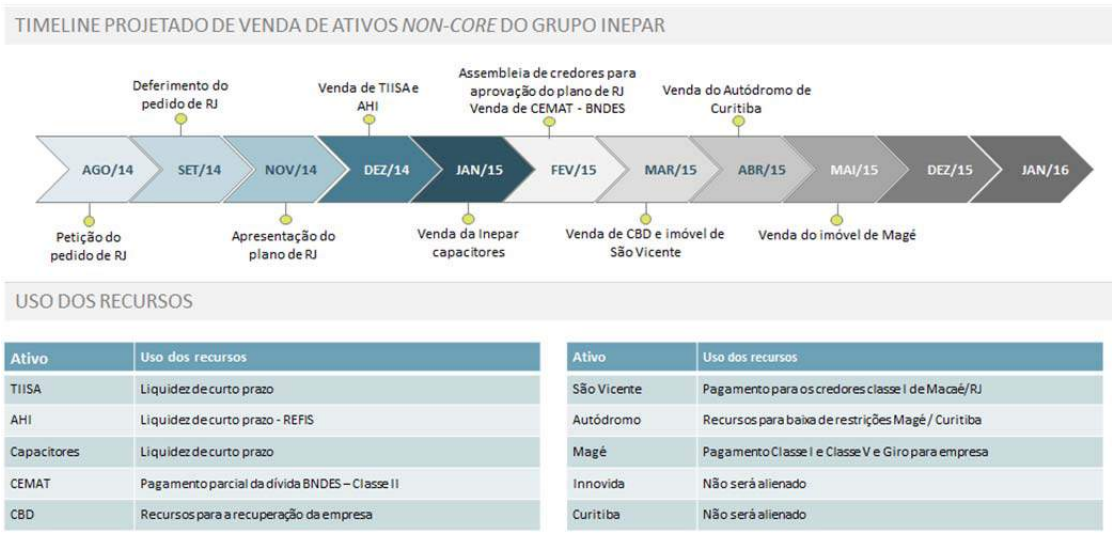 TIMELINE PROJETADO DE VENDA DE ATIVOS NON-CORE DO GRUPO INEPAR
Deferimento do
pedido de RJ
Venda de TIISA e
AHI
Assembleia de credores para
aprovação do plano de RJ
Venda de CEMAT - BNDES
Venda do Autódromo de
Curitiba
AGO/14
SET/14
NOV/14
DEZ/14
JAN/15
FEV/15
MAR/15
ABR/15
MAI/15
DEZ/15
JAN/16
Petição do
pedido de RJ
Apresentação do
plano de RJ
Venda da Inepar
capacitores
Venda de CBD e imóvel de
São Vicente
Venda do imóvel de Magé
USO DOS RECURSOS
Ativo Uso dos recursos
TIISA Liquidez de curto prazo
AHI Liquidez de curto prazo - REFIS
Capacitores Liquidez de curto prazo
CEMAT Pagamento parcial da dívida BNDES – Classe II
CBD Recursos para a recuperação da empresa
Ativo Uso dos recursos
São Vicente Pagamento para os credores classe I de Macaé/RJ
Autódromo Recursos para baixa de restrições Magé / Curitiba
Magé Pagamento Classe I e Classe V e Giro para empresa
Innovida Não será alienado
Curitiba Não será alienado